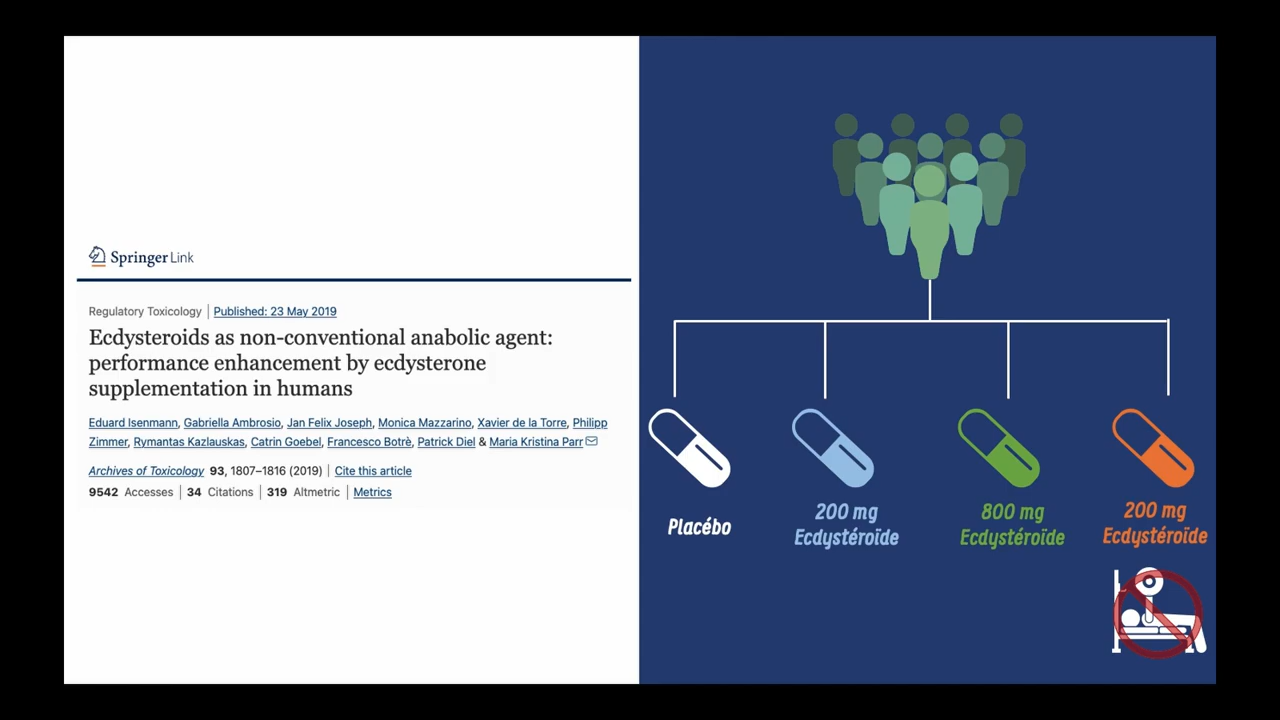 Springer Link
Regulatory Toxicology | Published: 23 May 2019
Ecdysteroids as non-conventional anabolic agent:
performance enhancement by ecdysterone
supplementation in humans
Eduard Isenmann, Gabriella Ambrosio, Jan Felix Joseph, Monica Mazzarino, Xavier de la Torre, Philipp
Zimmer, Rymantas Kazlauskas, Catrin Goebel, Francesco Botrè, Patrick Diel & Maria Kristina Parr
Archives of Toxicology 93, 1807–1816 (2019) | Cite this article
9542 Accesses | 34 Citations | 319 Altmetric | Metrics
Placébo
200 mg
Ecdystéroïde
800 mg
Ecdystéroïde
200 mg
Ecdystéroïde